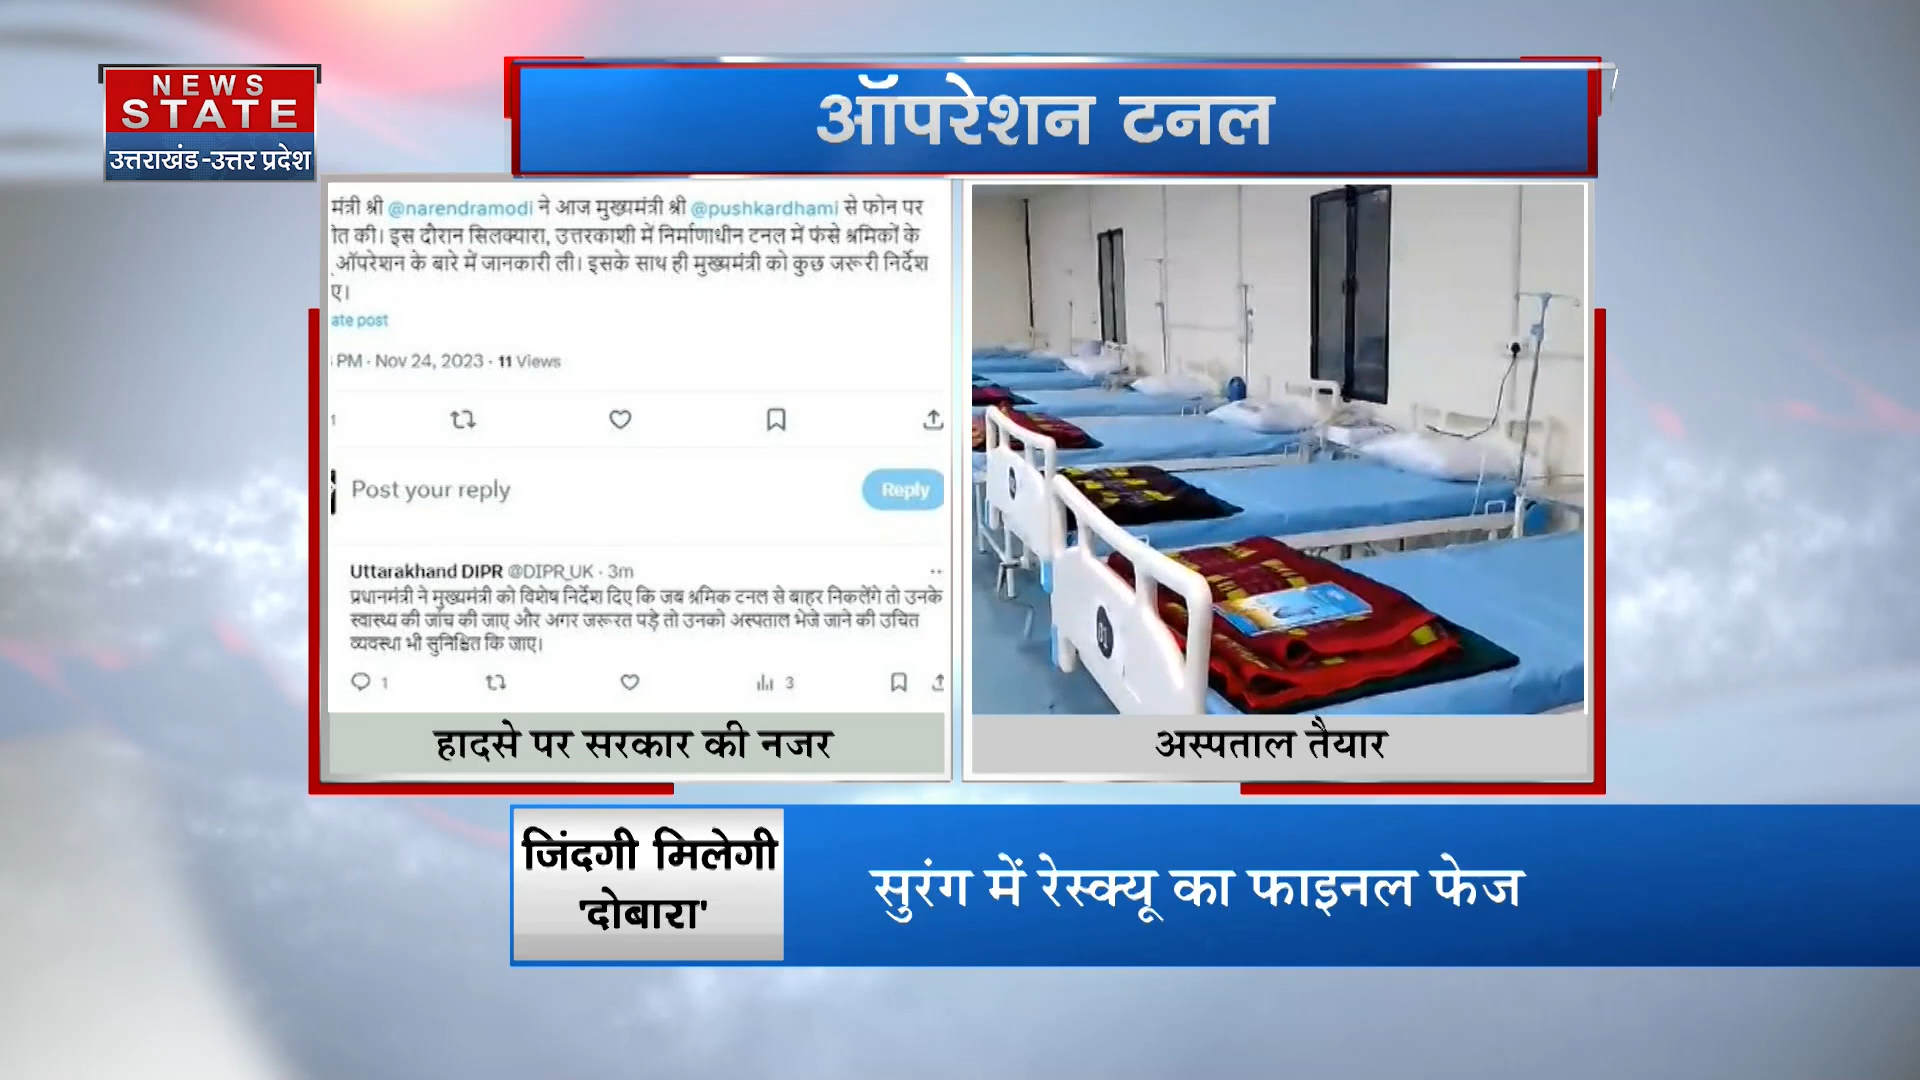 NEWS
STATE
उत्तराखंड-उत्तर प्रदेश
ऑपरेशन टनल
मंत्री श्री @narendramodi ने आज मुख्यमंत्री श्री @pushkardhami से फोन पर
की। इस दौरान सिलक्यारा, उत्तरकाशी में निर्माणाधीन टनल में फंसे श्रमिकों के
ऑपरेशन के बारे में जानकारी ली। इसके साथ ही मुख्यमंत्री को कुछ जरूरी निर्देश
ए।
ate post
PM · Nov 24, 2023 · 11 Views
Post your reply
Reply
Uttarakhand DIPR @DIPR_UK · 3m
प्रधानमंत्री ने मुख्यमंत्री को विशेष निर्देश दिए कि जब श्रमिक टनल से बाहर निकलेंगे तो उनके
स्वास्थ्य की जाँच की जाए और अगर जरूरत पड़े तो उनको अस्पताल भेजे जाने की उचित
व्यवस्था भी सुनिश्चित कि जाए।
1
3
01
हादसे पर सरकार की नजर
अस्पताल तैयार
जिंदगी मिलेगी
'दोबारा'
सुरंग में रेस्क्यू का फाइनल फेज